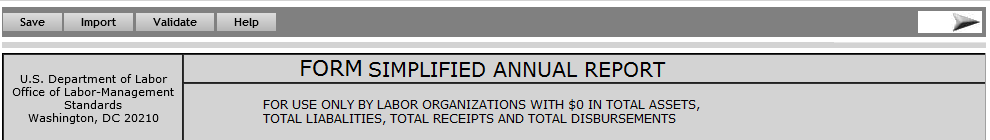 Save Import Validate Help
U.S. Department of Labor
Office of Labor-Management
Standards
Washington, DC 20210
FORM SIMPLIFIED ANNUAL REPORT
FOR USE ONLY BY LABOR ORGANIZATIONS WITH $0 IN TOTAL ASSETS,
TOTAL LIABALITIES, TOTAL RECEIPTS AND TOTAL DISBURSEMENTS